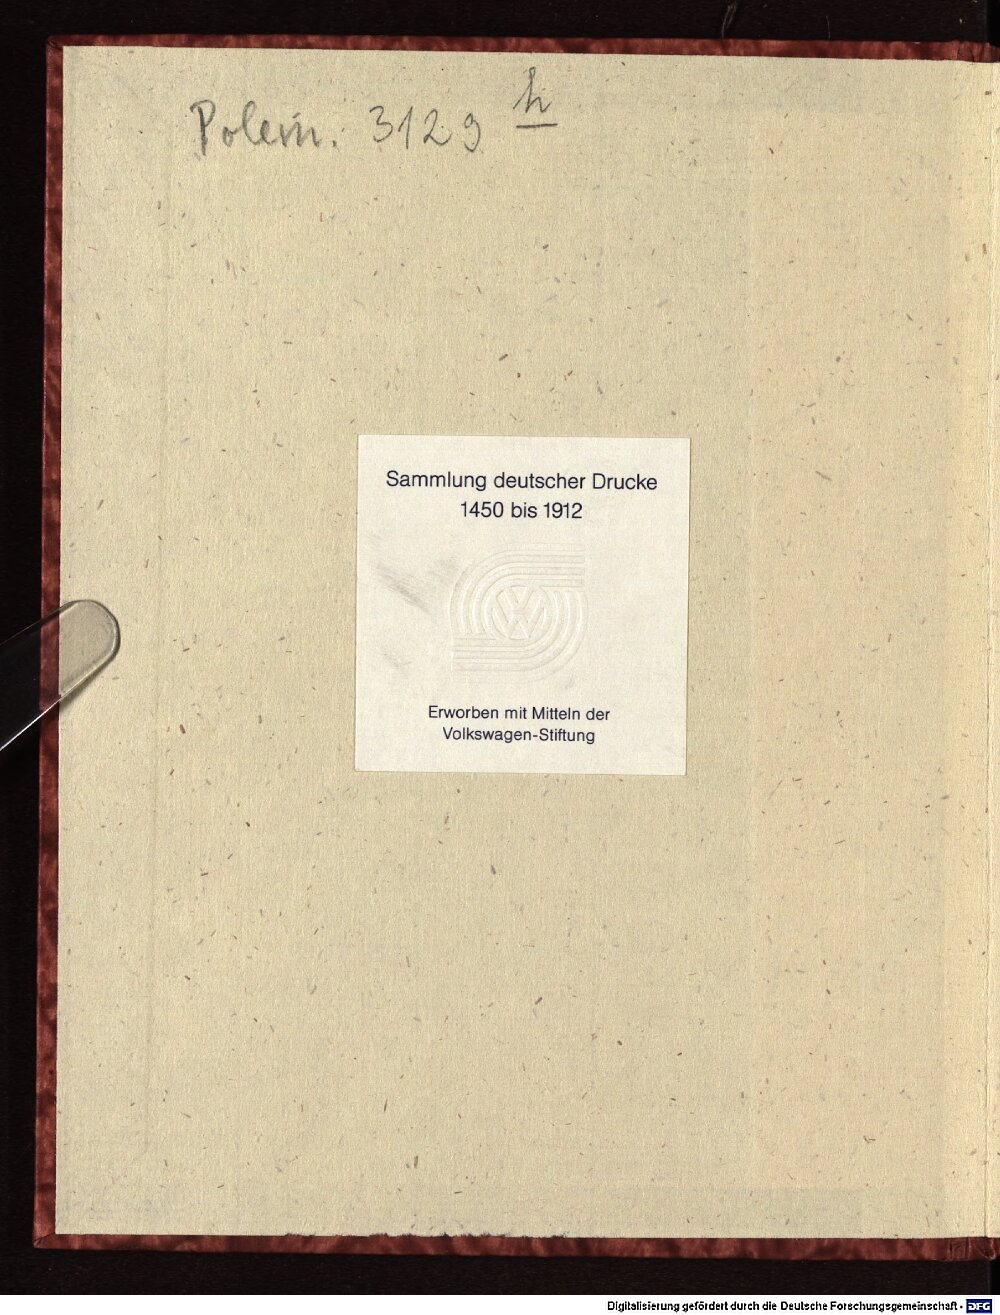 Polem. 3129 h
Sammlung deutscher Drucke
1450 bis 1912
VW
Erworben mit Mitteln der
Volkswagen-Stiftung
Digitalisierung gefördert durch die Deutsche Forschungsgemeinschaft - DFG